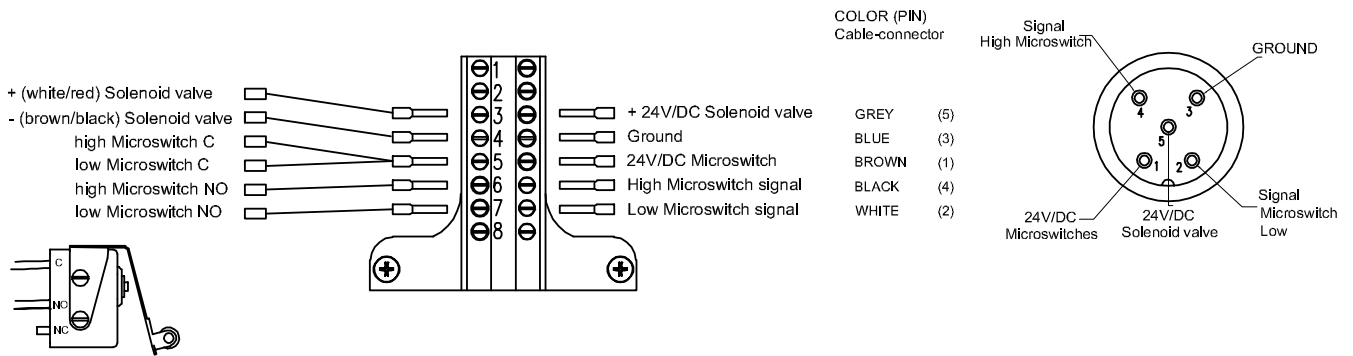 COLOR (PIN)
Cable-connector
+ (white/red) Solenoid valve
- (brown/black) Solenoid valve
high Microswitch C
low Microswitch C
high Microswitch NO
low Microswitch NO
1
2
3
4
5
6
7
8
+ 24V/DC Solenoid valve GREY (5)
Ground BLUE (3)
24V/DC Microswitch BROWN (1)
High Microswitch signal BLACK (4)
Low Microswitch signal WHITE (2)
Signal
High Microswitch
GROUND
4 3
5
1 2
24V/DC
Microswitches
24V/DC
Solenoid valve
Signal
Microswitch
Low
C
NO
NC